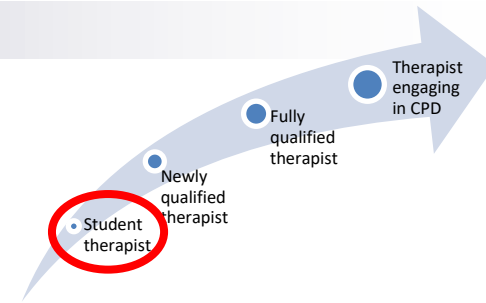 Therapist
engaging
in CPD
Fully
qualified
therapist
Newly
qualified
therapist
Student
therapist